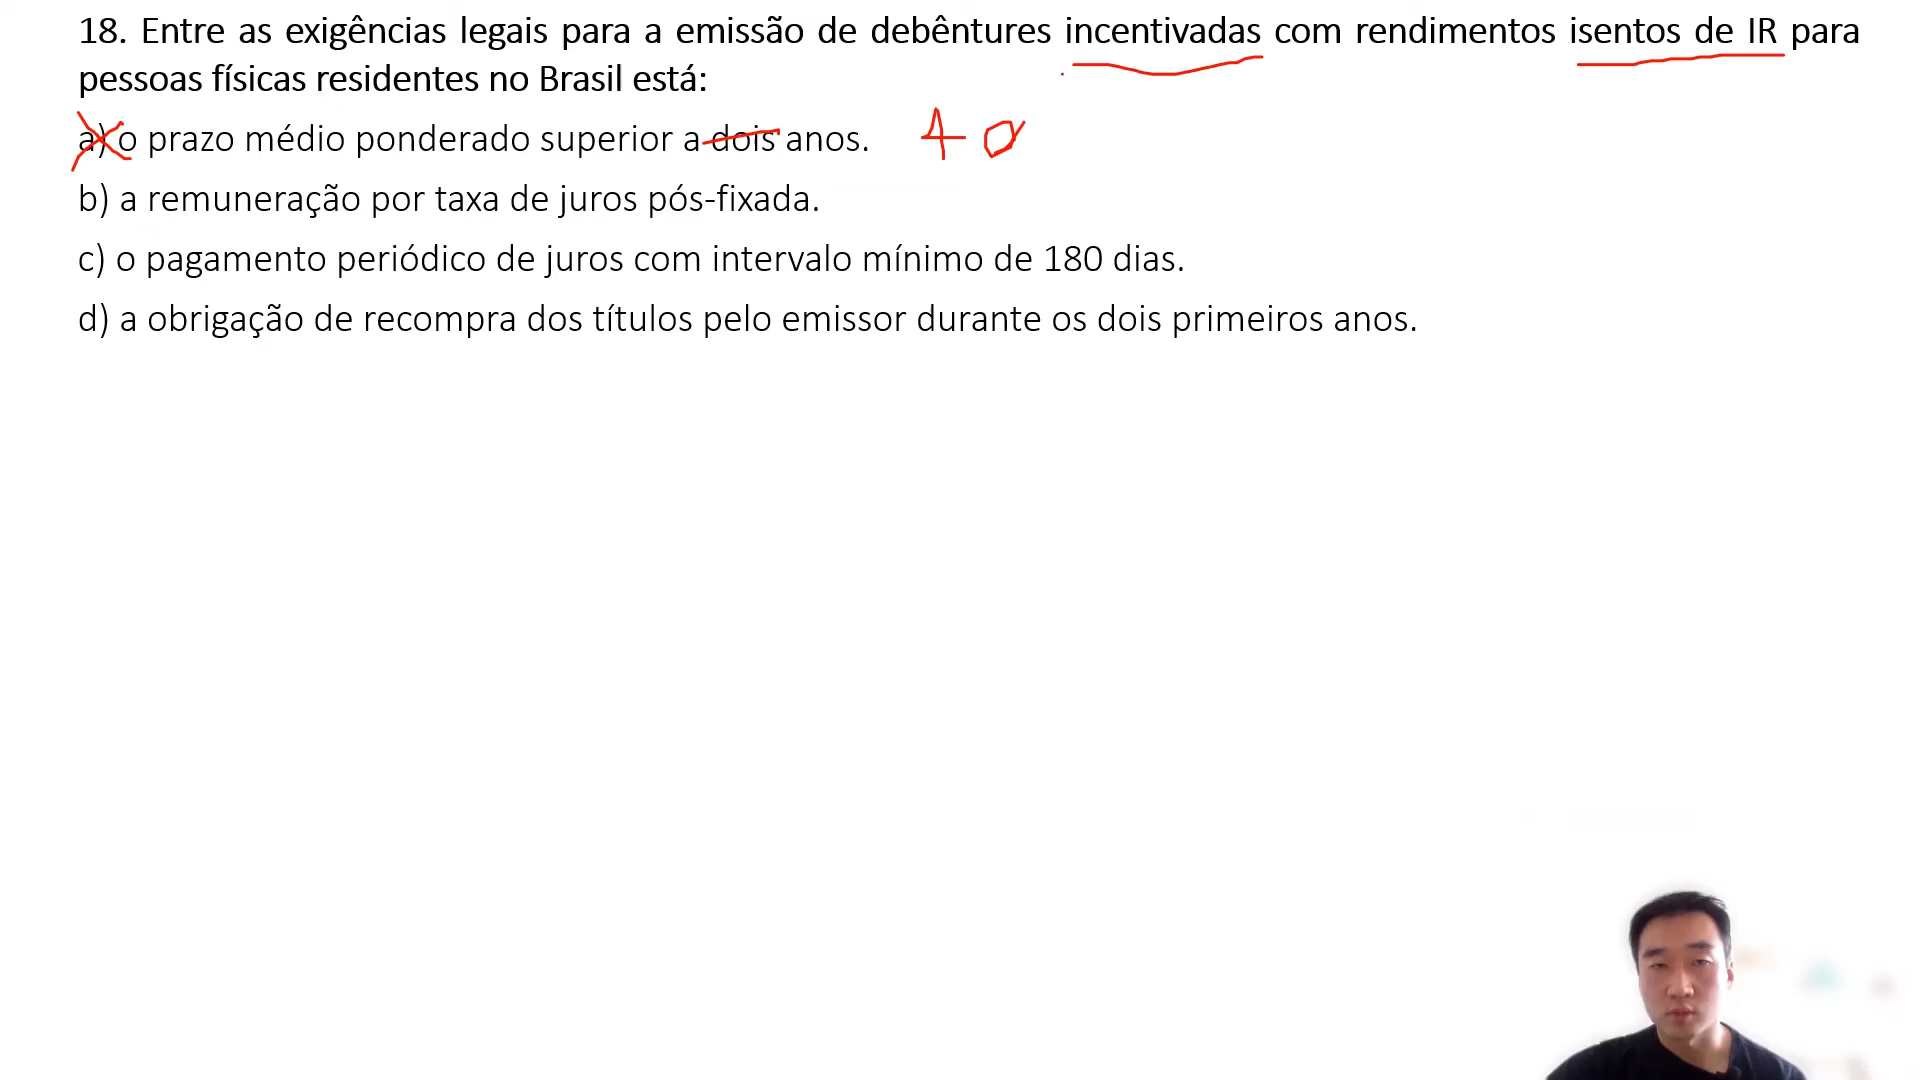 18. Entre as exigências legais para a emissão de debêntures incentivadas com rendimentos isentos de IR para
pessoas físicas residentes no Brasil está:
a) o prazo médio ponderado superior a dois anos. 4 a
b) a remuneração por taxa de juros pós-fixada.
c) o pagamento periódico de juros com intervalo mínimo de 180 dias.
d) a obrigação de recompra dos títulos pelo emissor durante os dois primeiros anos.